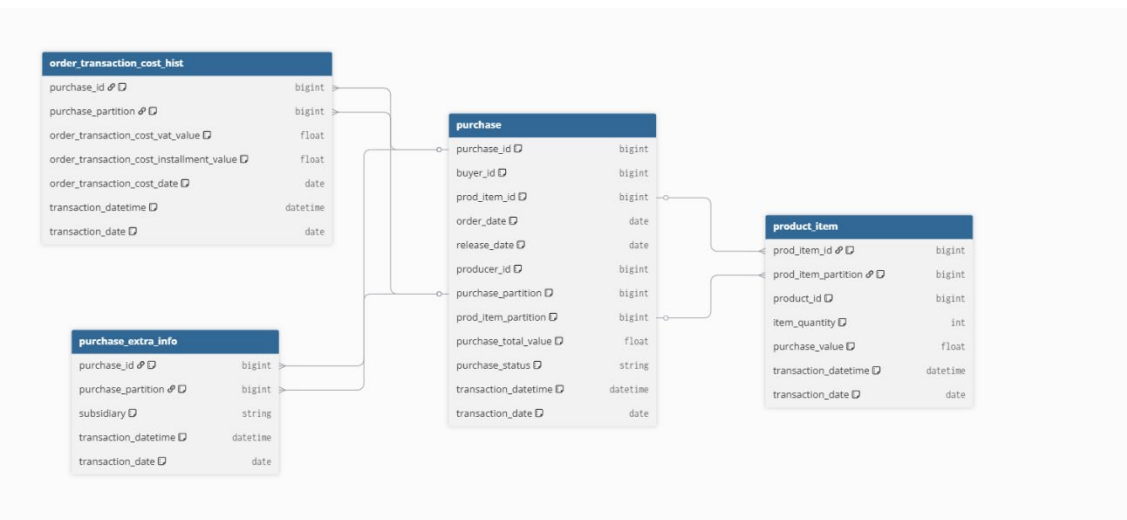 order_transaction_cost_hist
purchase_id bigint
purchase_partition bigint
order_transaction_cost_vat_value float
order_transaction_cost_installment_value float
order_transaction_cost_date date
transaction_datetime datetime
transaction_date date
purchase
purchase_id bigint
buyer_id bigint
prod_item_id bigint
order_date date
release_date date
producer_id bigint
purchase_partition bigint
prod_item_partition bigint
purchase_total_value float
purchase_status string
transaction_datetime datetime
transaction_date date
product_item
prod_item_id bigint
prod_item_partition bigint
product_id bigint
item_quantity int
purchase_value float
transaction_datetime datetime
transaction_date date
purchase_extra_info
purchase_id bigint
purchase_partition bigint
subsidiary string
transaction_datetime datetime
transaction_date date